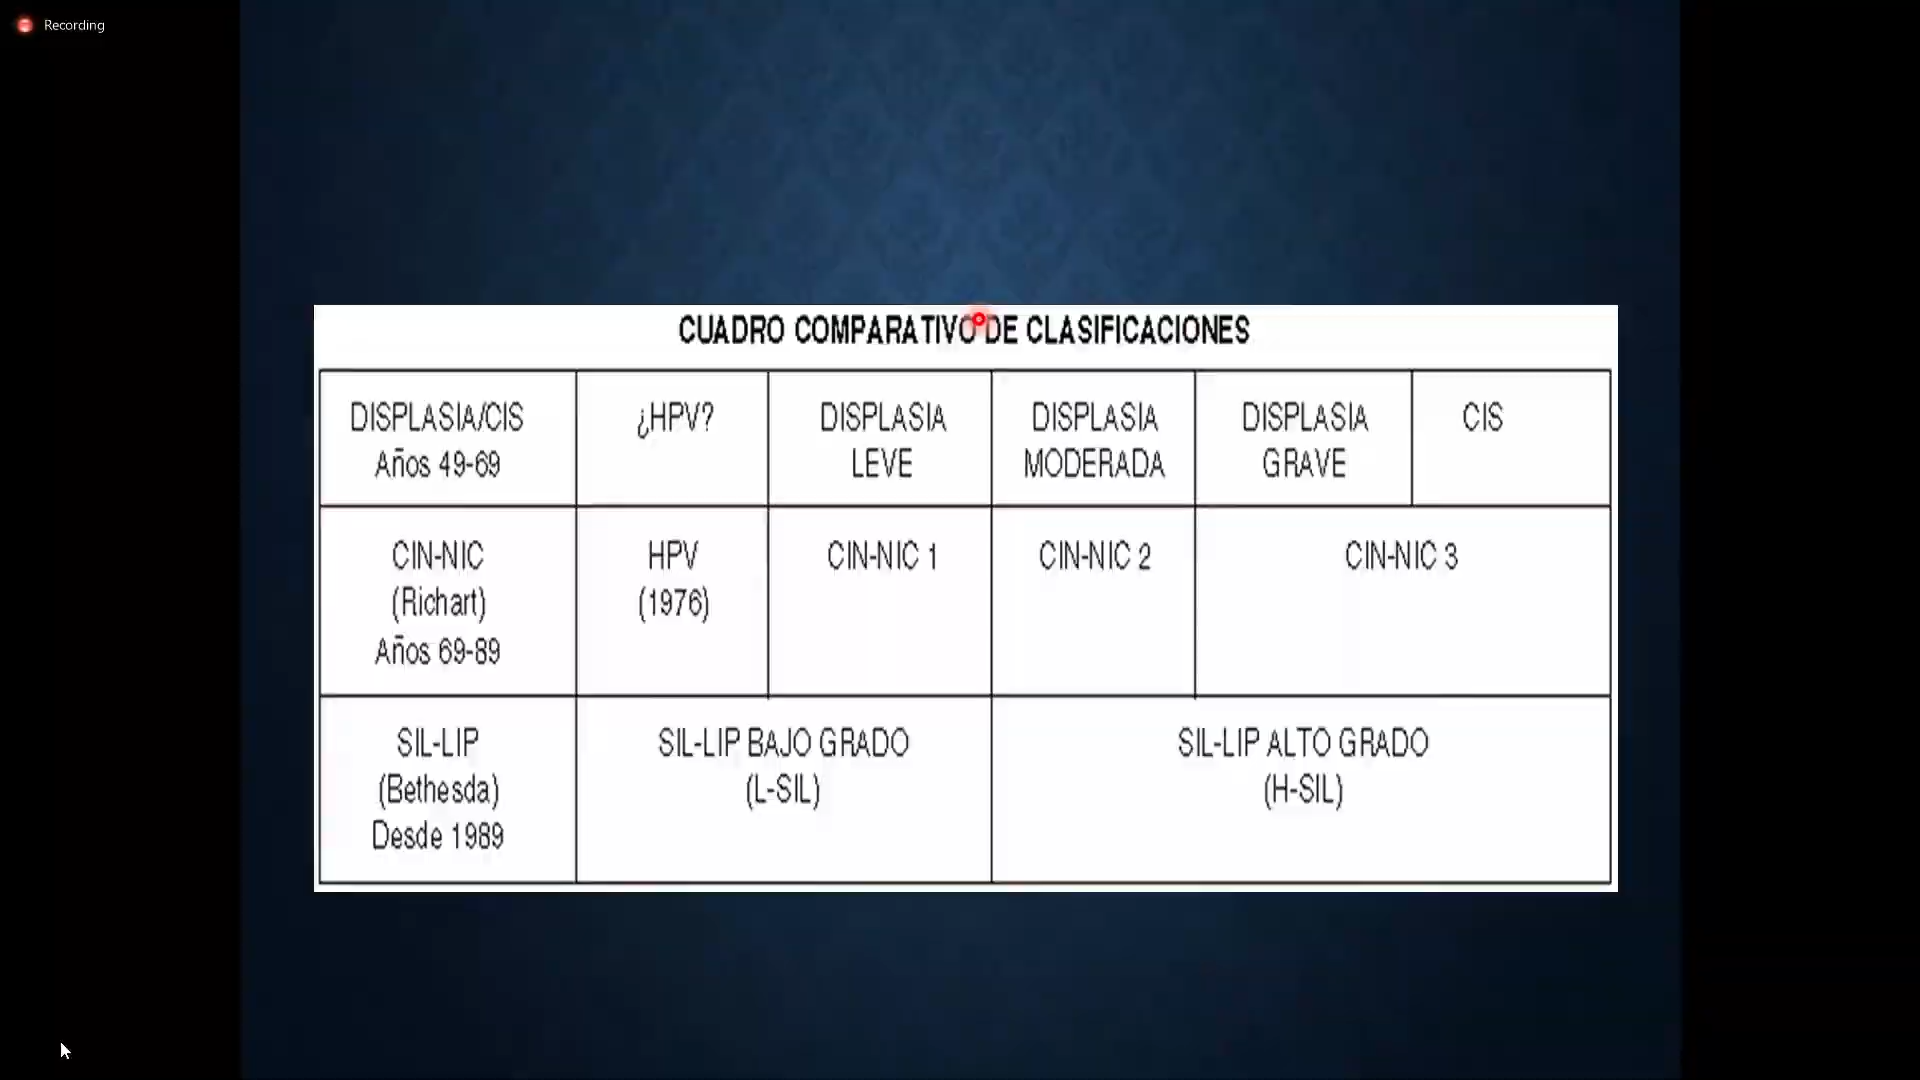 Recording
CUADRO COMPARATIVO DE CLASIFICACIONES
DISPLASIA/CIS
Años 49-69
¿HPV?
DISPLASIA
LEVE
DISPLASIA
MODERADA
DISPLASIA
GRAVE
CIS
CIN-NIC
(Richart)
Años 69-89
HPV
(1976)
CIN-NIC 1
CIN-NIC 2
CIN-NIC 3
SIL-LIP
(Bethesda)
Desde 1989
SIL-LIP BAJO GRADO
(L-SIL)
SIL-LIP ALTO GRADO
(H-SIL)